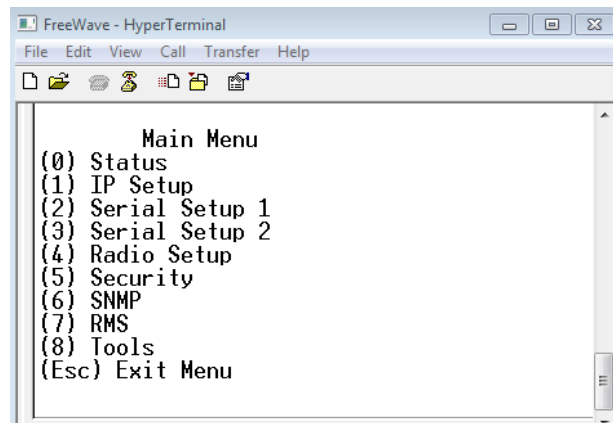 FreeWave - HyperTerminal
File Edit View Call Transfer Help
Main Menu
(0) Status
(1) IP Setup
(2) Serial Setup 1
(3) Serial Setup 2
(4) Radio Setup
(5) Security
(6) SNMP
(7) RMS
(8) Tools
(Esc) Exit Menu